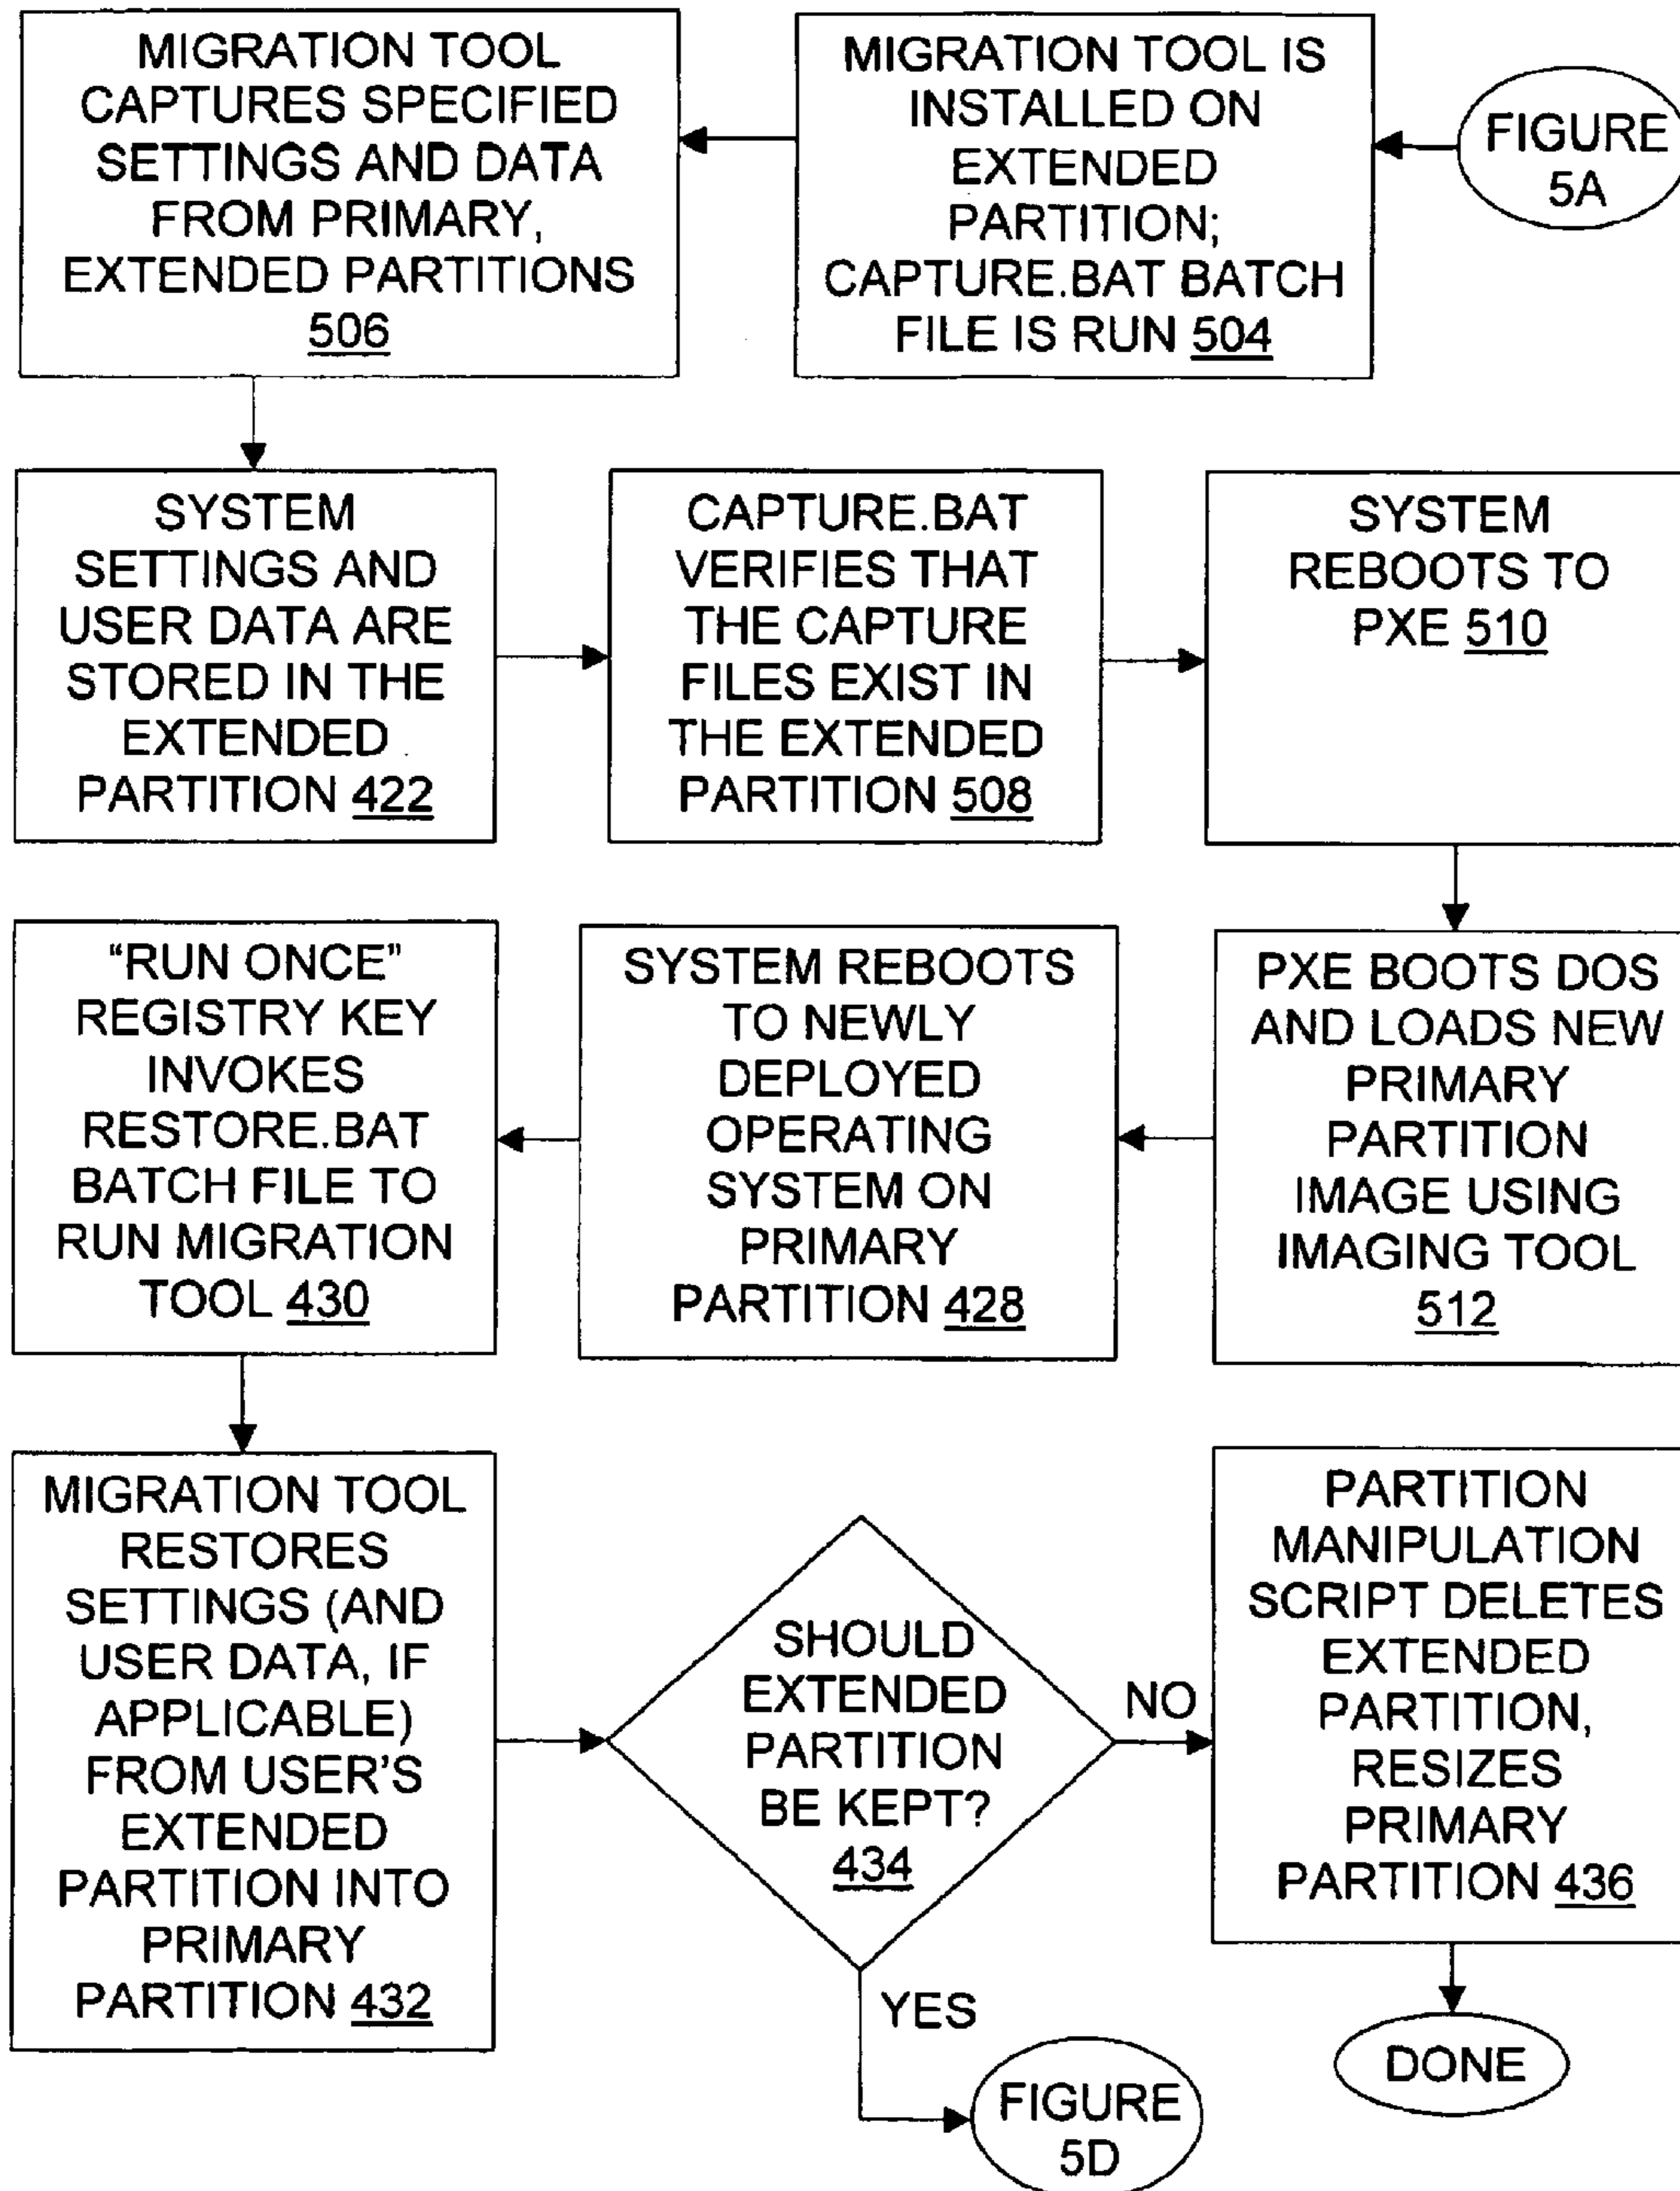 FIGURE
5A
MIGRATION TOOL IS
INSTALLED ON
EXTENDED
PARTITION;
CAPTURE.BAT BATCH
FILE IS RUN 504
MIGRATION TOOL
CAPTURES SPECIFIED
SETTINGS AND DATA
FROM PRIMARY,
EXTENDED PARTITIONS
506
SYSTEM
SETTINGS AND
USER DATA ARE
STORED IN THE
EXTENDED
PARTITION 422
CAPTURE.BAT
VERIFIES THAT
THE CAPTURE
FILES EXIST IN
THE EXTENDED
PARTITION 508
SYSTEM
REBOOTS TO
PXE 510
PXE BOOTS DOS
AND LOADS NEW
PRIMARY
PARTITION
IMAGE USING
IMAGING TOOL
512
SYSTEM REBOOTS
TO NEWLY
DEPLOYED
OPERATING
SYSTEM ON
PRIMARY
PARTITION 428
“RUN ONCE”
REGISTRY KEY
INVOKES
RESTORE.BAT
BATCH FILE TO
RUN MIGRATION
TOOL 430
MIGRATION TOOL
RESTORES
SETTINGS (AND
USER DATA, IF
APPLICABLE)
FROM USER'S
EXTENDED
PARTITION INTO
PRIMARY
PARTITION 432
SHOULD
EXTENDED
PARTITION
BE KEPT?
434
NO
PARTITION
MANIPULATION
SCRIPT DELETES
EXTENDED
PARTITION,
RESIZES
PRIMARY
PARTITION 436
DONE
YES
FIGURE
5D